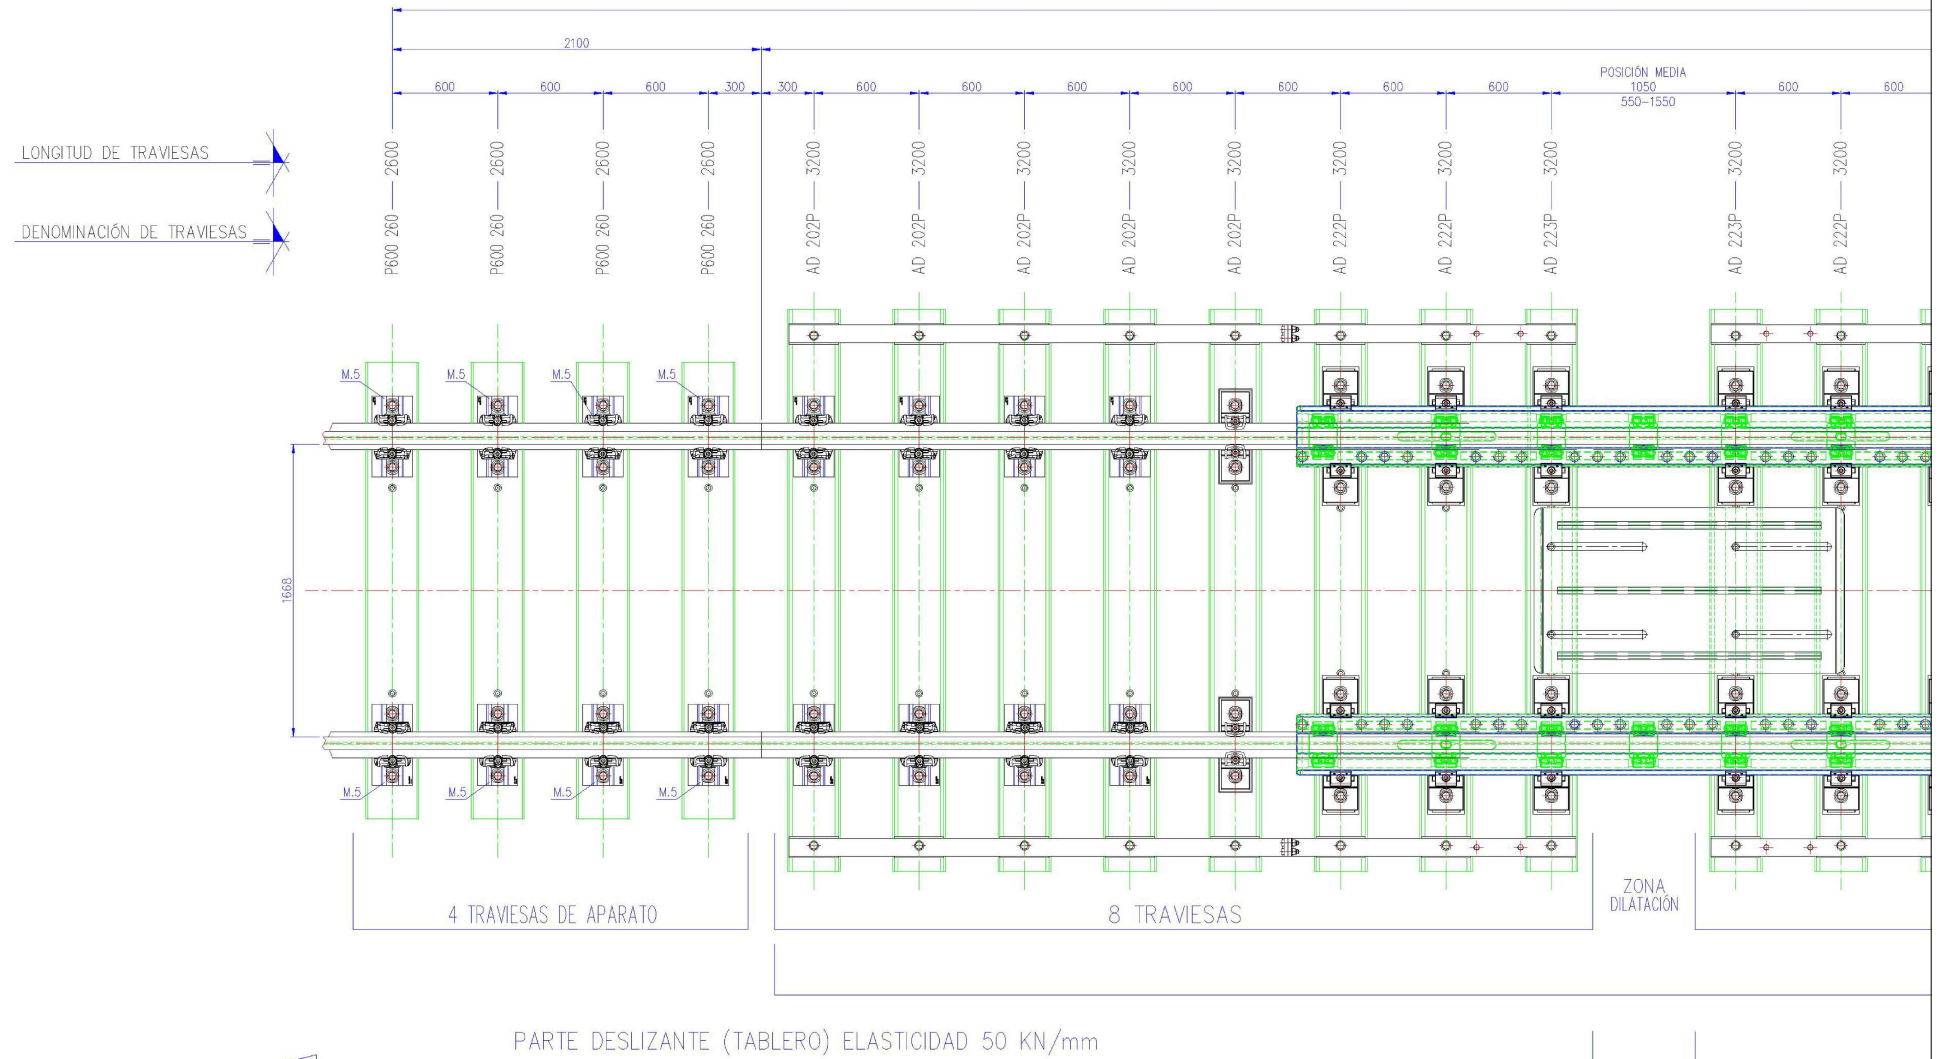 2100
600 600 600 300 300 600 600 600 600 600 600 600 POSICIÓN MEDIA 600 600
1050
550-1550
LONGITUD DE TRAVIESAS
2600 2600 2600 2600 3200 3200 3200 3200 3200 3200 3200 3200 3200 3200
DENOMINACIÓN DE TRAVIESAS
P600 260 P600 260 P600 260 P600 260 AD 202P AD 202P AD 202P AD 202P AD 202P AD 222P AD 222P AD 223P AD 223P AD 222P
M.5 M.5 M.5 M.5
1668
M.5 M.5 M.5 M.5
4 TRAVIESAS DE APARATO
8 TRAVIESAS
ZONA
DILATACIÓN
PARTE DESLIZANTE (TABLERO) ELASTICIDAD 50 KN/mm